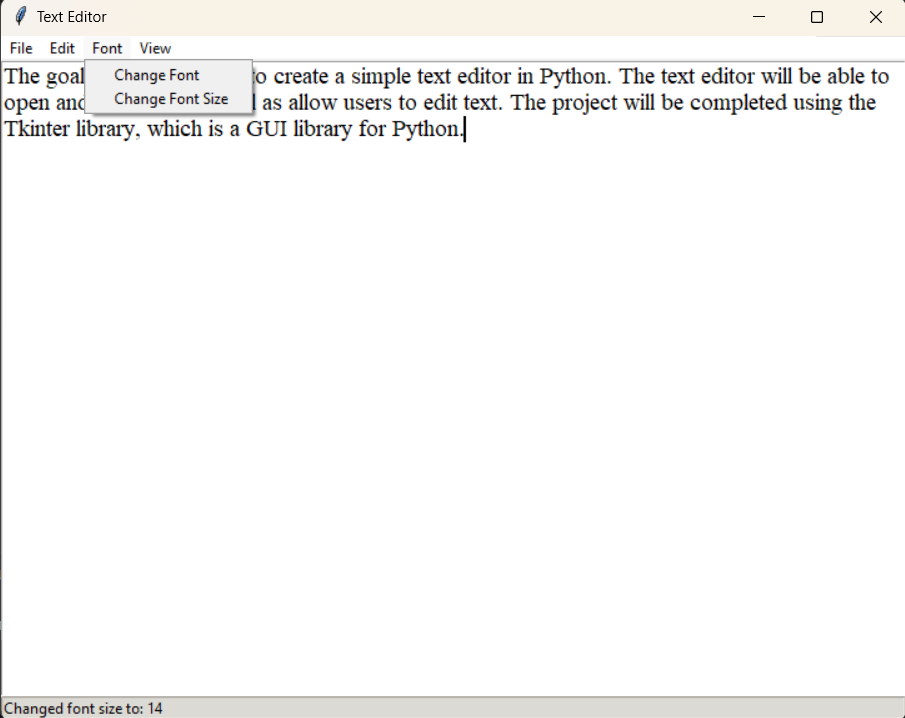 Text Editor
File Edit Font View
Change Font
Change Font Size
The goal to create a simple text editor in Python. The text editor will be able to
open and as allow users to edit text. The project will be completed using the
Tkinter library, which is a GUI library for Python.
Changed font size to: 14